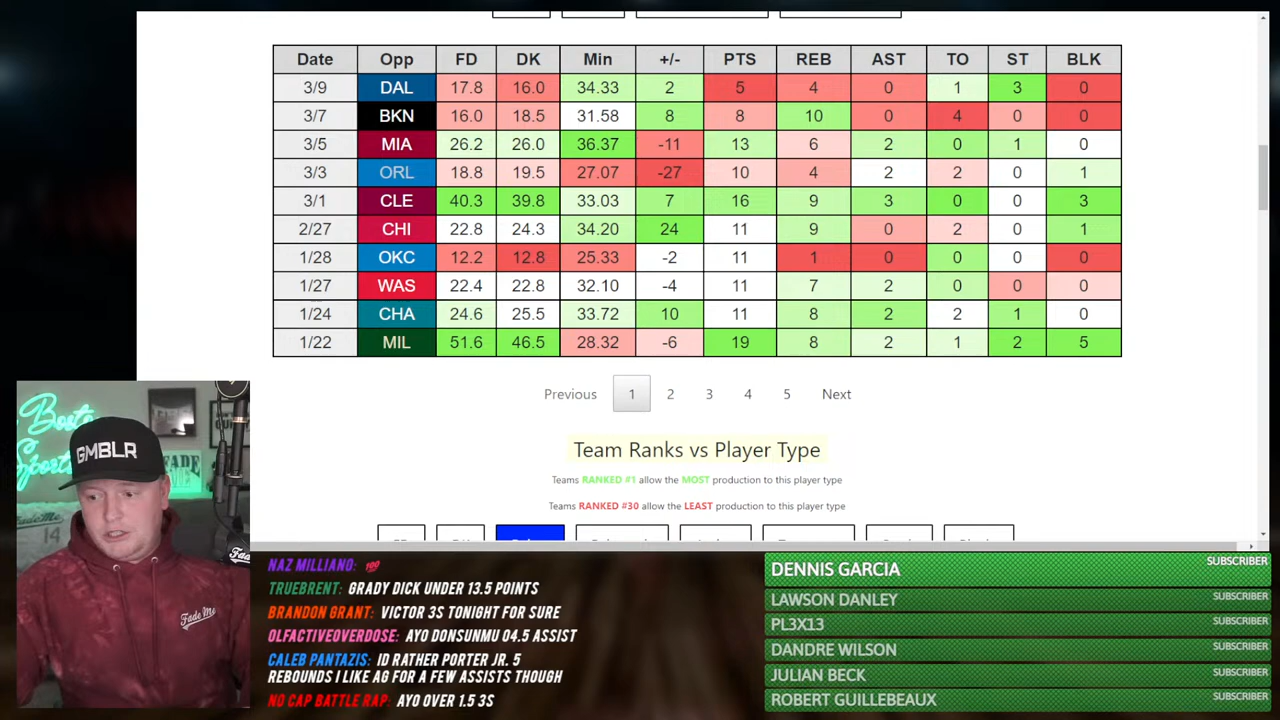 Date Opp FD DK Min +/- PTS REB AST TO ST BLK
3/9 DAL 17.8 16.0 34.33 2 5 4 0 1 3 0
3/7 BKN 16.0 18.5 31.58 8 8 10 0 4 0 0
3/5 MIA 26.2 26.0 36.37 -11 13 6 2 0 1 0
3/3 ORL 18.8 19.5 27.07 -27 10 4 2 2 0 1
3/1 CLE 40.3 39.8 33.03 7 16 9 3 0 0 3
2/27 CHI 22.8 24.3 34.20 24 11 9 0 2 0 1
1/28 OKC 12.2 12.8 25.33 -2 11 1 0 0 0 0
1/27 WAS 22.4 22.8 32.10 -4 11 7 2 0 0 0
1/24 CHA 24.6 25.5 33.72 10 11 8 2 2 1 0
1/22 MIL 51.6 46.5 28.32 -6 19 8 2 1 2 5
Previous 1 2 3 4 5 Next
Team Ranks vs Player Type
Teams RANKED #1 allow the MOST production to this player type
Teams RANKED #30 allow the LEAST production to this player type
GMBLR
Fade Me
14
NAZ MILLIANO: 💯
TRUEBRENT: GRADY DICK UNDER 13.5 POINTS
BRANDON GRANT: VICTOR 3S TONIGHT FOR SURE
OLFACTIVEOVERDOSE: AYO DONSUNMU O4.5 ASSIST
CALEB PANTAZIS: ID RATHER PORTER JR. 5
REBOUNDS I LIKE AG FOR A FEW ASSISTS THOUGH
NO CAP BATTLE RAP: AYO OVER 1.5 3S
DENNIS GARCIA SUBSCRIBER
LAWSON DANLEY SUBSCRIBER
PL3X13 SUBSCRIBER
DANDRE WILSON SUBSCRIBER
JULIAN BECK SUBSCRIBER
ROBERT GUILLEBEAUX SUBSCRIBER